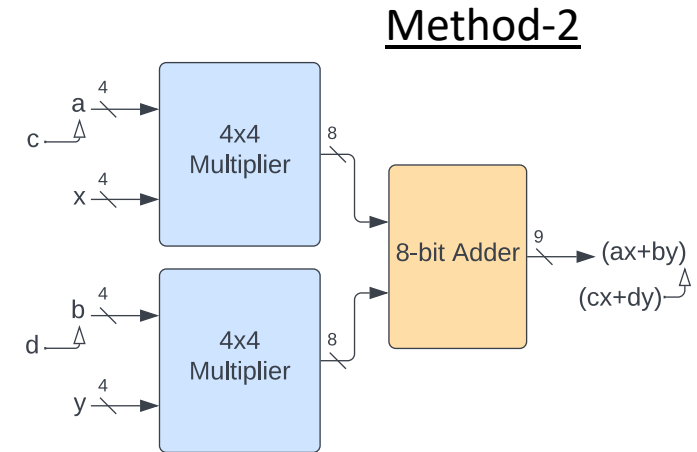 Method-2
4
a
c
4x4
Multiplier
4
x
8
8-bit Adder
9
(ax+by)
(cx+dy)
4
b
d
4x4
Multiplier
8
4
y